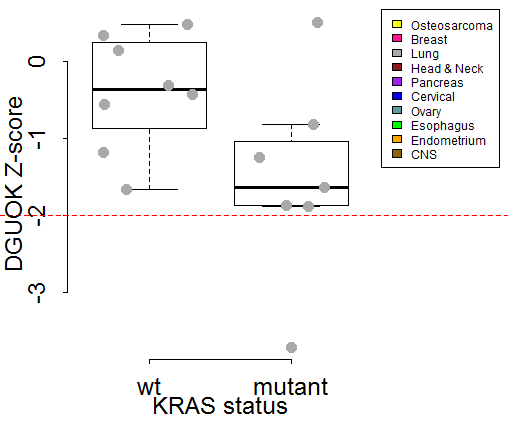 Osteosarcoma
Breast
Lung
Head & Neck
Pancreas
Cervical
Ovary
Esophagus
Endometrium
CNS
DGUOK Z-score
0
-1
-2
-3
wt mutant
KRAS status